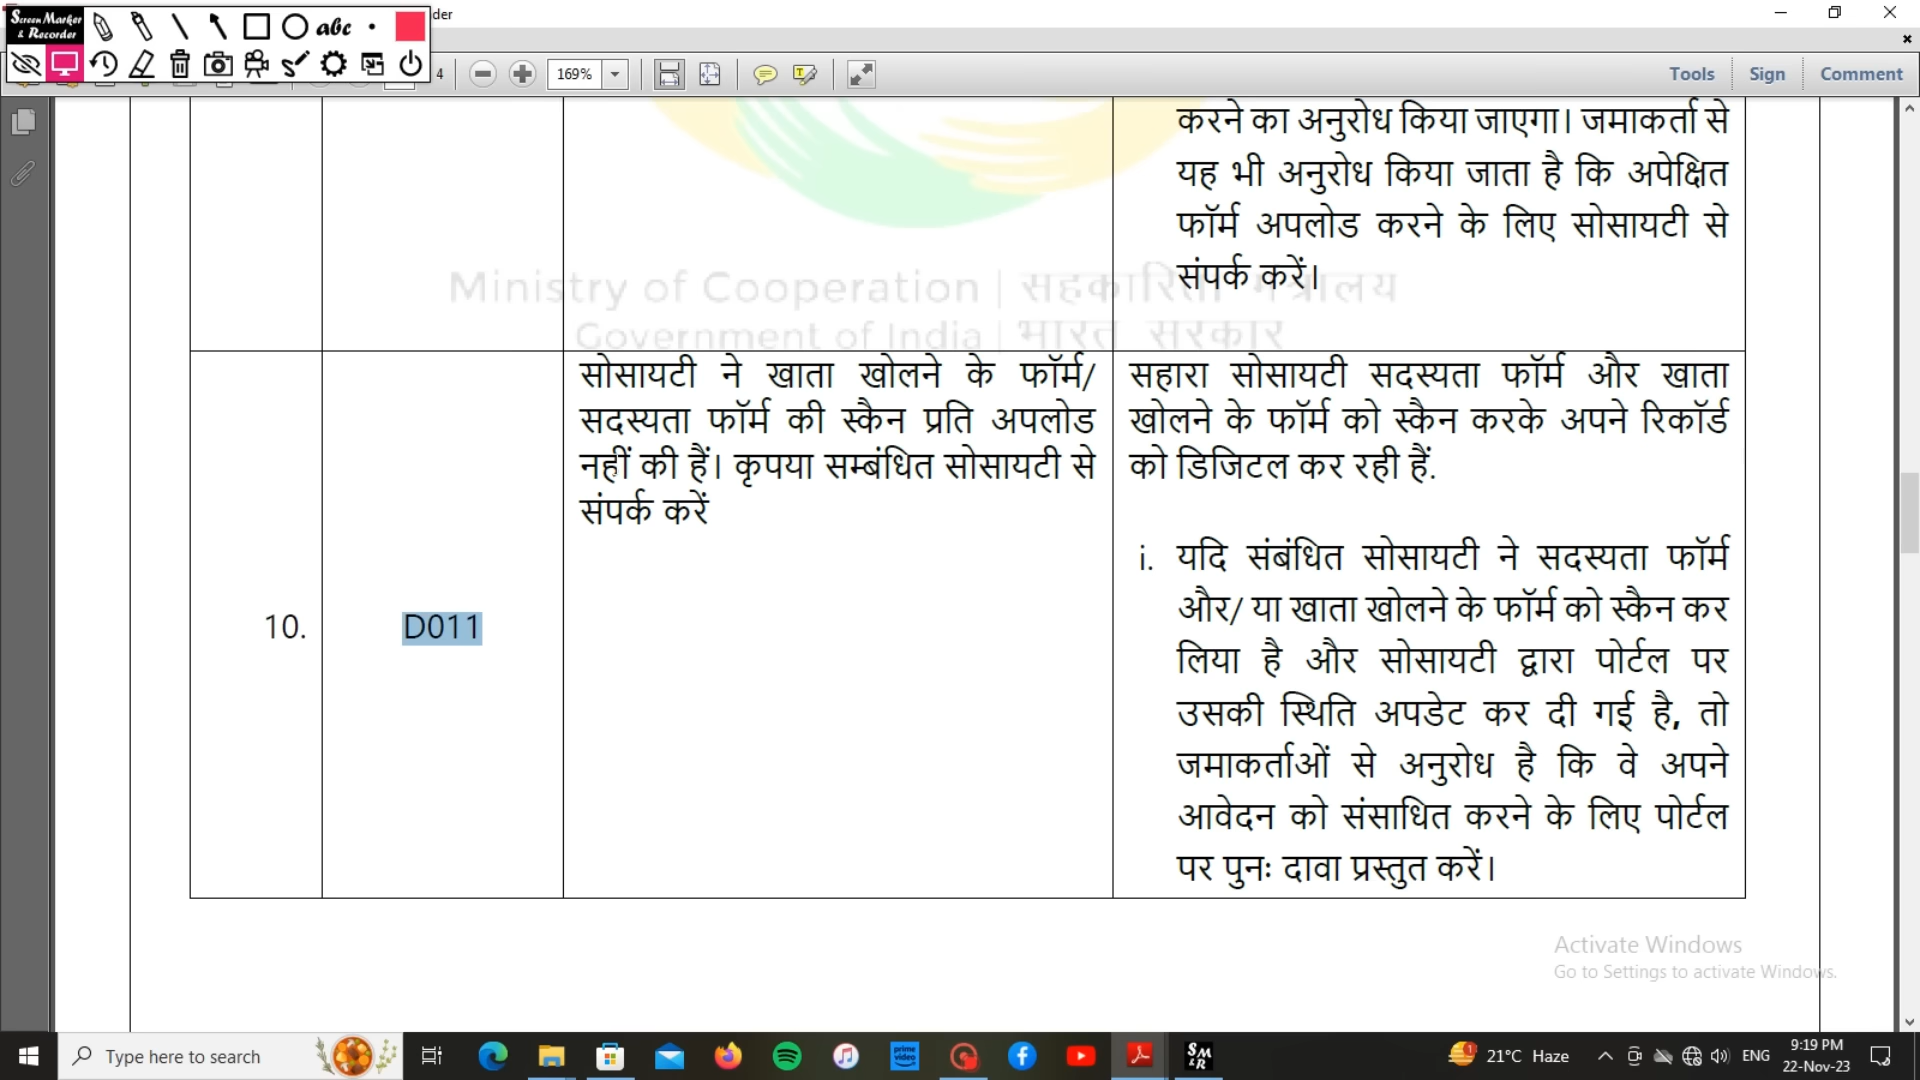 Screen Marker
& Recorder
abc
der
4
169%
Tools
Sign
Comment
करने का अनुरोध किया जाएगा। जमाकर्ता से
यह भी अनुरोध किया जाता है कि अपेक्षित
फॉर्म अपलोड करने के लिए सोसायटी से
संपर्क करें।
Ministry of Cooperation | सहकारिता मंत्रालय
Government of India | भारत सरकार
10.
D011
सोसायटी ने खाता खोलने के फॉर्म/
सदस्यता फॉर्म की स्कैन प्रति अपलोड
नहीं की हैं। कृपया सम्बंधित सोसायटी से
संपर्क करें
सहारा सोसायटी सदस्यता फॉर्म और खाता
खोलने के फॉर्म को स्कैन करके अपने रिकॉर्ड
को डिजिटल कर रही हैं.
i. यदि संबंधित सोसायटी ने सदस्यता फॉर्म
और/ या खाता खोलने के फॉर्म को स्कैन कर
लिया है और सोसायटी द्वारा पोर्टल पर
उसकी स्थिति अपडेट कर दी गई है, तो
जमाकर्ताओं से अनुरोध है कि वे अपने
आवेदन को संसाधित करने के लिए पोर्टल
पर पुनः दावा प्रस्तुत करें।
Activate Windows
Go to Settings to activate Windows.
Type here to search
prime
video
SM
&R
21°C Haze
ENG
9:19 PM
22-Nov-23